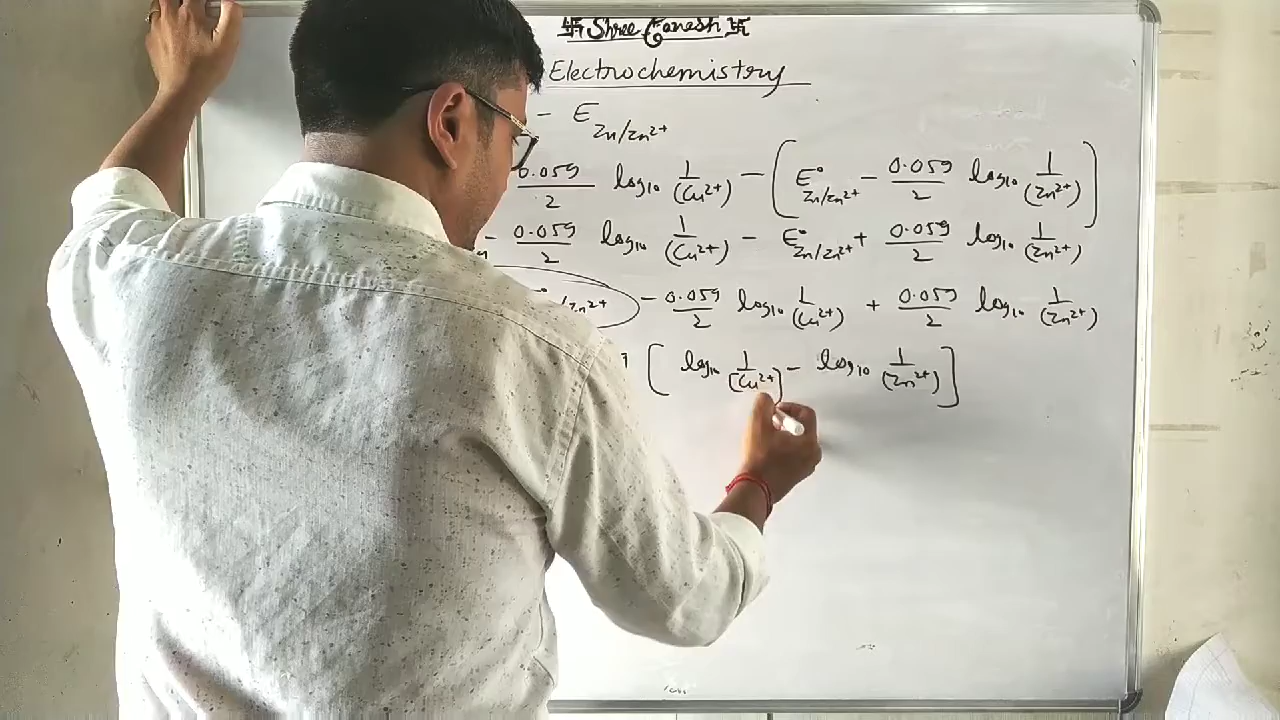 卐 Shree Ganesh 卐
Electrochemistry
- E Zn/Zn²⁺
0.059/2 log₁₀ 1/(Cu²⁺) - [E° Zn/Zn²⁺ - 0.059/2 log₁₀ 1/(Zn²⁺)]
- 0.059/2 log₁₀ 1/(Cu²⁺) - E° Zn/Zn²⁺ + 0.059/2 log₁₀ 1/(Zn²⁺)
/Zn²⁺ - 0.059/2 log₁₀ 1/(Cu²⁺) + 0.059/2 log₁₀ 1/(Zn²⁺)
[log₁₀ 1/(Cu²⁺) - log₁₀ 1/(Zn²⁺)]